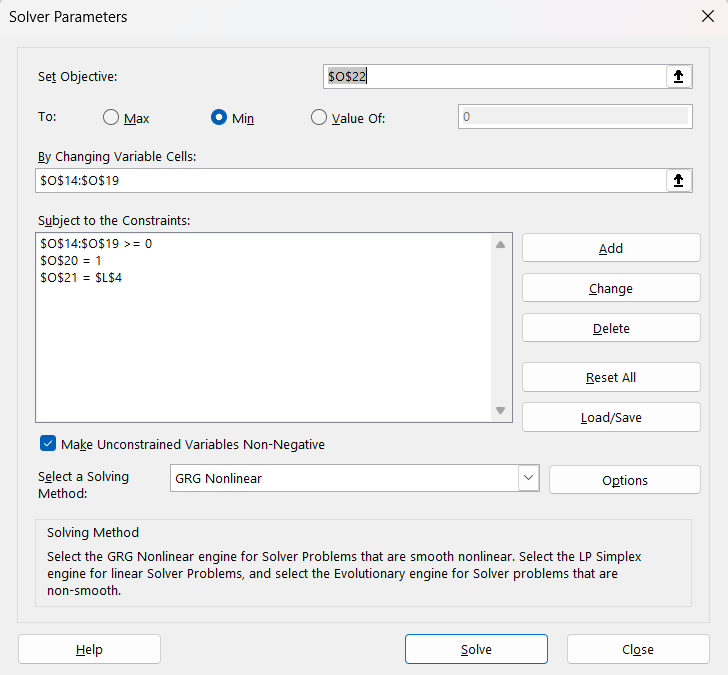 Solver Parameters
Set Objective:
$O$22
To:
Max
Min
Value Of:
0
By Changing Variable Cells:
$O$14:$O$19
Subject to the Constraints:
$O$14:$O$19 >= 0
$O$20 = 1
$O$21 = $L$4
Add
Change
Delete
Reset All
Load/Save
Make Unconstrained Variables Non-Negative
Select a Solving
Method:
GRG Nonlinear
Options
Solving Method
Select the GRG Nonlinear engine for Solver Problems that are smooth nonlinear. Select the LP Simplex
engine for linear Solver Problems, and select the Evolutionary engine for Solver problems that are
non-smooth.
Help
Solve
Close